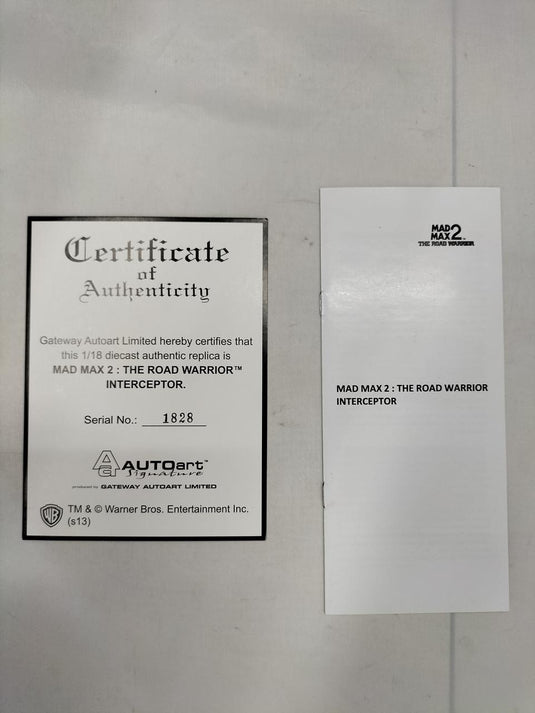 Certificate
of
Authenticity
Gateway Autoart Limited hereby certifies that
this 1/18 diecast authentic replica is
MAD MAX 2 : THE ROAD WARRIOR™
INTERCEPTOR.
Serial No.: 1828
AUTOart™
Signature
produced by GATEWAY AUTOART LIMITED
WB TM & © Warner Bros. Entertainment Inc.
(s13)
MAD
MAX 2
THE ROAD WARRIOR
MAD MAX 2 : THE ROAD WARRIOR
INTERCEPTOR